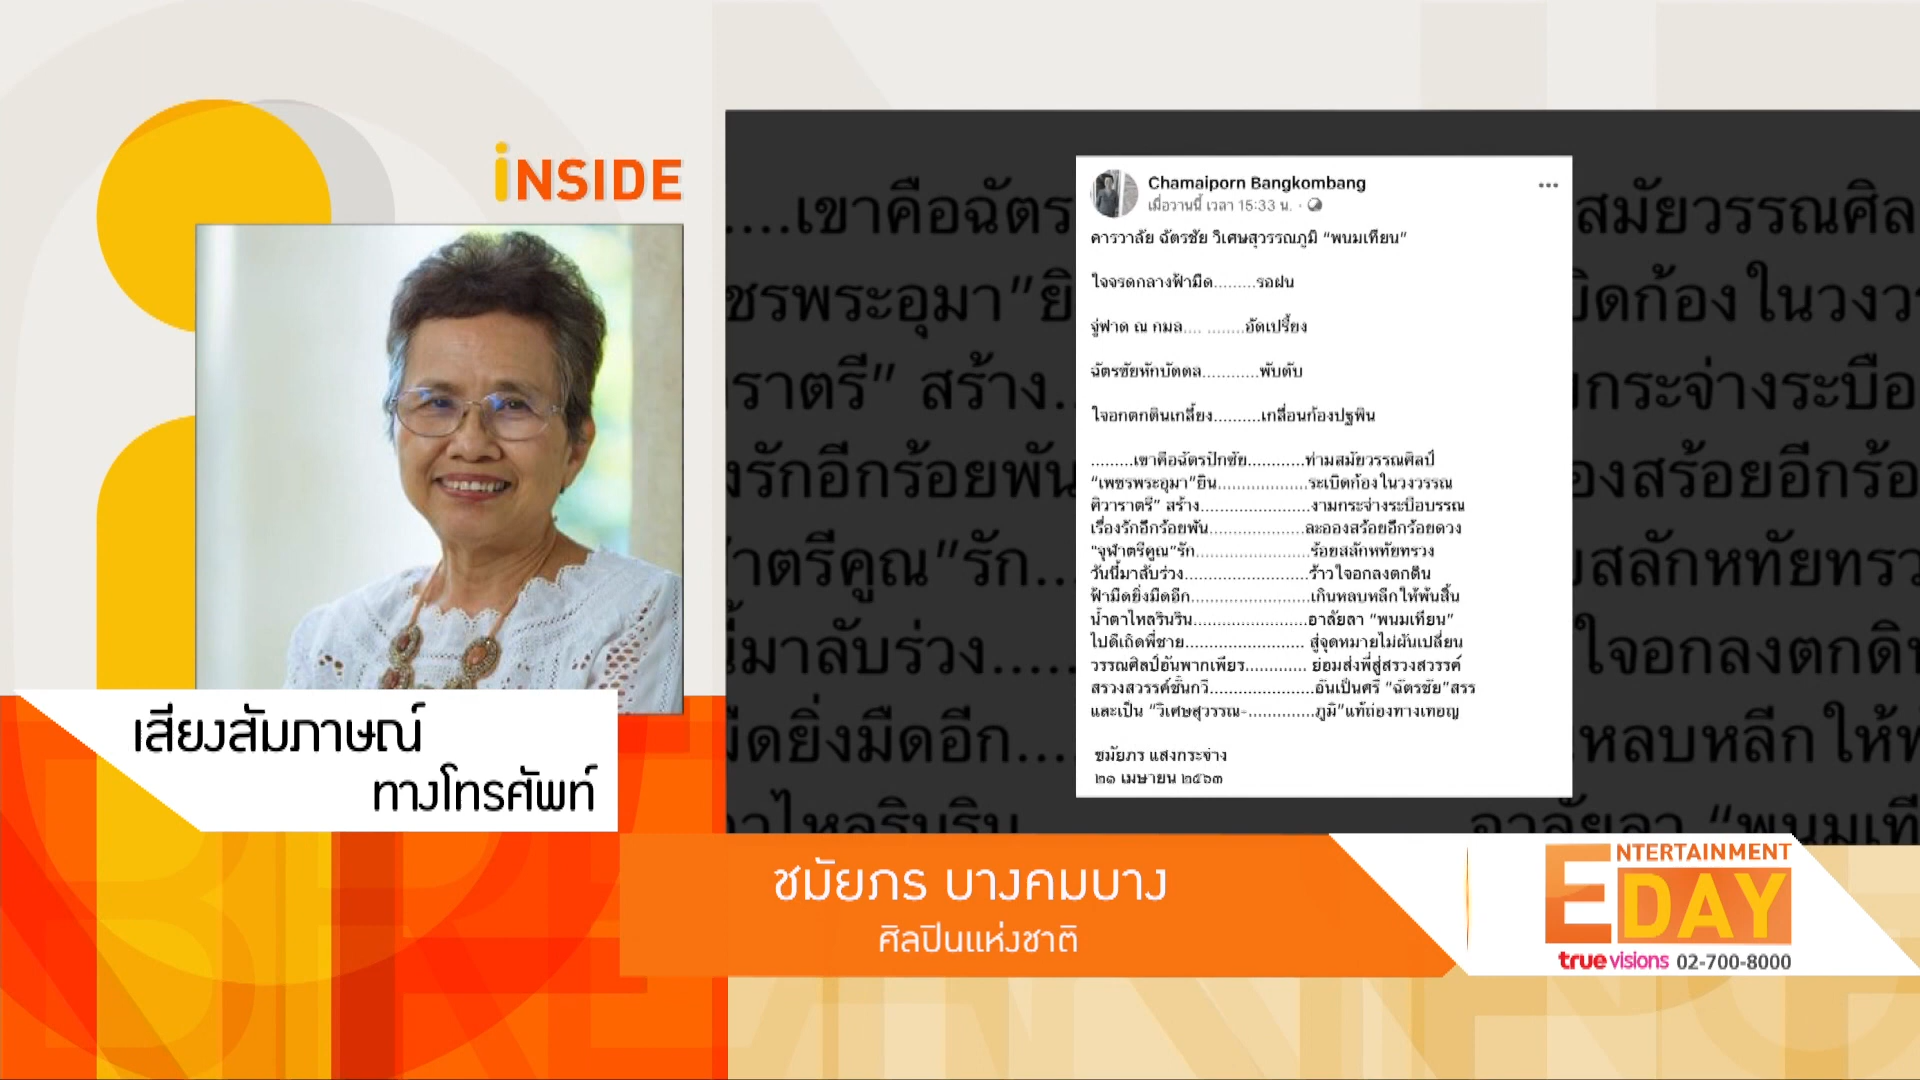 iNSIDE
Chamaiporn Bangkombang
เมื่อวานนี้ เวลา 15:33 น. ·
คารวาลัย ฉัตรชัย วิเศษสุวรรณภูมิ “พนมเทียน”
ใจจรดกลางฟ้ามืด.........รอฝน
จู่ฟาด ณ กมล.... ........อัดเปรี้ยง
ฉัตรชัยหักบัดดล............พับดับ
ใจอกตกดินเกลี้ยง..........เกลื่อนก้องปฐพิน
.........เขาคือฉัตรปักชัย............ท่ามสมัยวรรณศิลป์
“เพชรพระอุมา”ยิน...................ระเบิดก้องในวงวรรณ
ศิวาราตรี” สร้าง.......................งามกระจ่างระบือบรรณ
เรื่องรักอีกร้อยพัน....................ละอองสร้อยอีกร้อยดวง
"จุฬาตรีคูณ”รัก........................ร้อยสลักหทัยทรวง
วันนี้มาลับร่วง..........................ร้าวใจอกลงตกดิน
ฟ้ามืดยิ่งมืดอีก.........................เกินหลบหลีกให้พ้นสิ้น
น้ำตาไหลรินริน........................อาลัยลา “พนมเทียน”
ไปดีเถิดพี่ชาย......................... สู่จุดหมายไม่ผันเปลี่ยน
วรรณศิลป์อันพากเพียร............. ย่อมส่งพี่สู่สรวงสวรรค์
สรวงสวรรค์ชั้นกวี......................อันเป็นศรี “ฉัตรชัย”สรร
และเป็น “วิเศษสุวรรณ-..............ภูมิ”แท้ถ่องทางเทอญ
ชมัยภร แสงกระจ่าง
๒๑ เมษายน ๒๕๖๓
เสียงสัมภาษณ์
ทางโทรศัพท์
ชมัยภร บางคมบาง
ศิลปินแห่งชาติ
ENTERTAINMENT
DAY
truevisions 02-700-8000